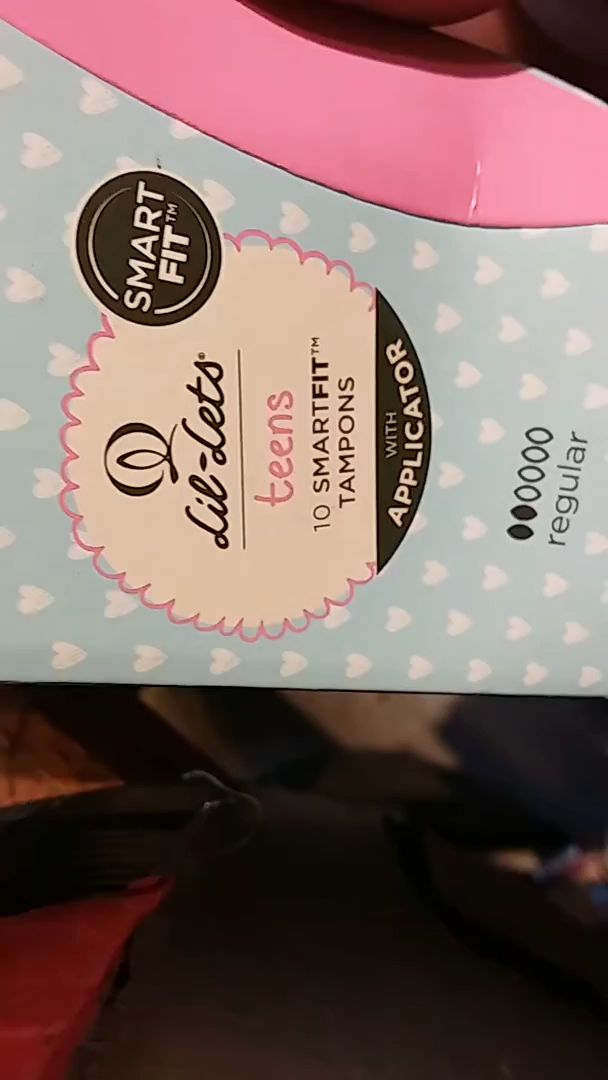 SMART
FIT™
Lil-Lets®
teens
10 SMARTFIT™
TAMPONS
WITH
APPLICATOR
regular